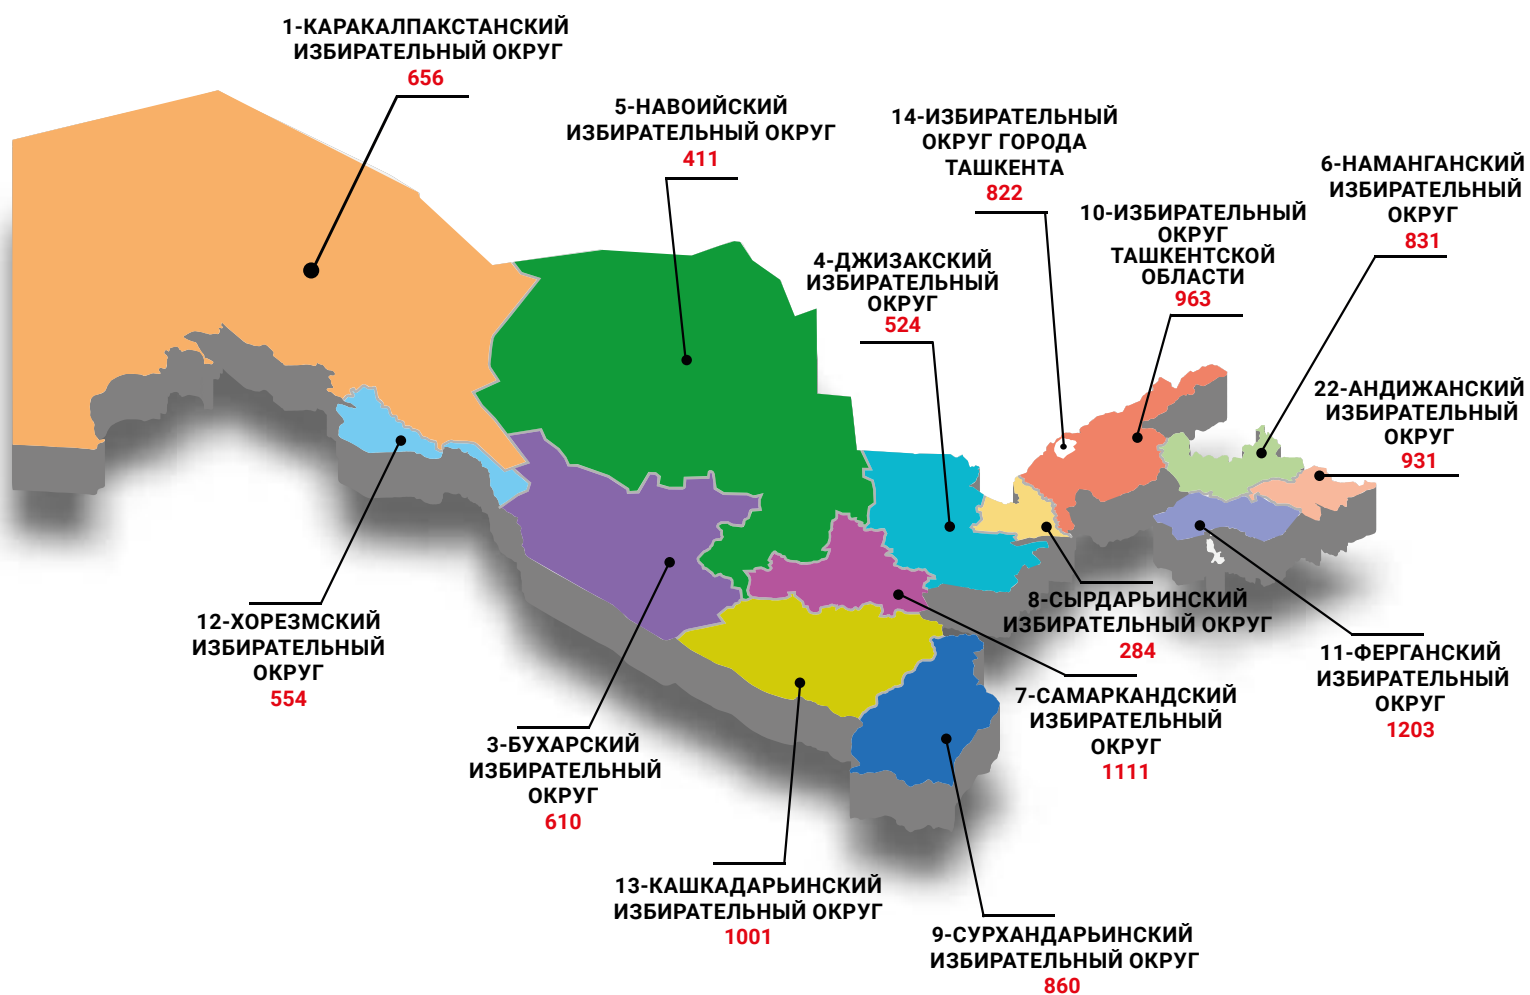 1-КАРАКАЛПАКСТАНСКИЙ
ИЗБИРАТЕЛЬНЫЙ ОКРУГ
656
5-НАВОИЙСКИЙ
ИЗБИРАТЕЛЬНЫЙ ОКРУГ
411
14-ИЗБИРАТЕЛЬНЫЙ
ОКРУГ ГОРОДА
ТАШКЕНТА
822
6-НАМАНГАНСКИЙ
ИЗБИРАТЕЛЬНЫЙ
ОКРУГ
831
10-ИЗБИРАТЕЛЬНЫЙ
ОКРУГ
ТАШКЕНТСКОЙ
ОБЛАСТИ
963
4-ДЖИЗАКСКИЙ
ИЗБИРАТЕЛЬНЫЙ
ОКРУГ
524
22-АНДИЖАНСКИЙ
ИЗБИРАТЕЛЬНЫЙ
ОКРУГ
931
12-ХОРЕЗМСКИЙ
ИЗБИРАТЕЛЬНЫЙ
ОКРУГ
554
8-СЫРДАРЬИНСКИЙ
ИЗБИРАТЕЛЬНЫЙ ОКРУГ
284
11-ФЕРГАНСКИЙ
ИЗБИРАТЕЛЬНЫЙ
ОКРУГ
1203
7-САМАРКАНДСКИЙ
ИЗБИРАТЕЛЬНЫЙ
ОКРУГ
1111
3-БУХАРСКИЙ
ИЗБИРАТЕЛЬНЫЙ
ОКРУГ
610
13-КАШКАДАРЬИНСКИЙ
ИЗБИРАТЕЛЬНЫЙ ОКРУГ
1001
9-СУРХАНДАРЬИНСКИЙ
ИЗБИРАТЕЛЬНЫЙ ОКРУГ
860